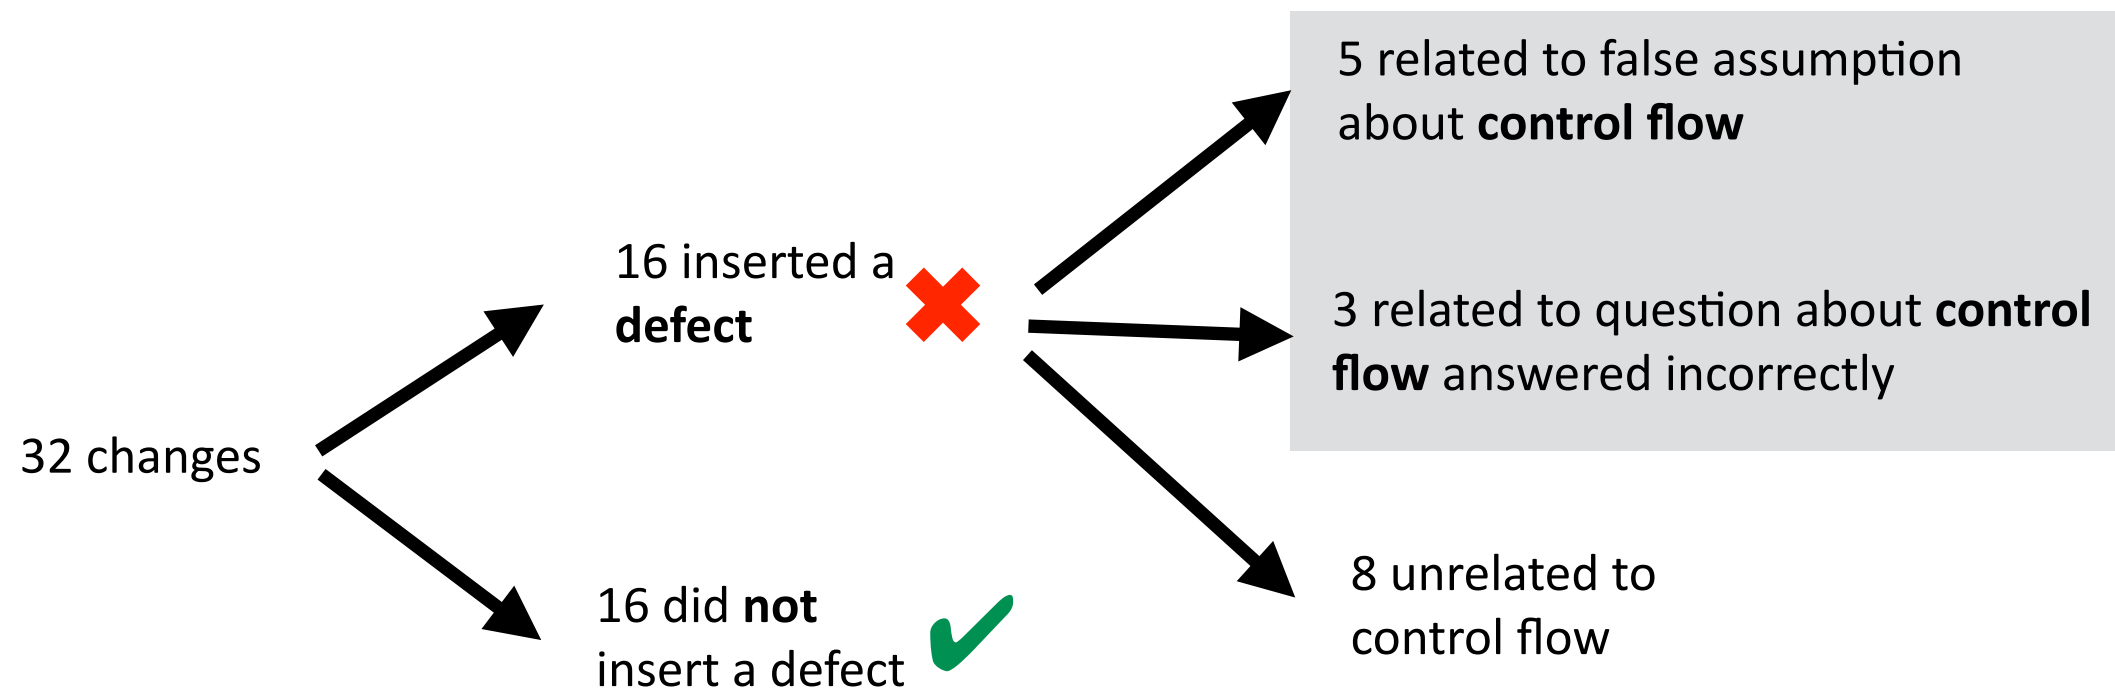 32 changes
16 inserted a
defect
16 did not
insert a defect
5 related to false assumption
about control flow
3 related to question about control
flow answered incorrectly
8 unrelated to
control flow